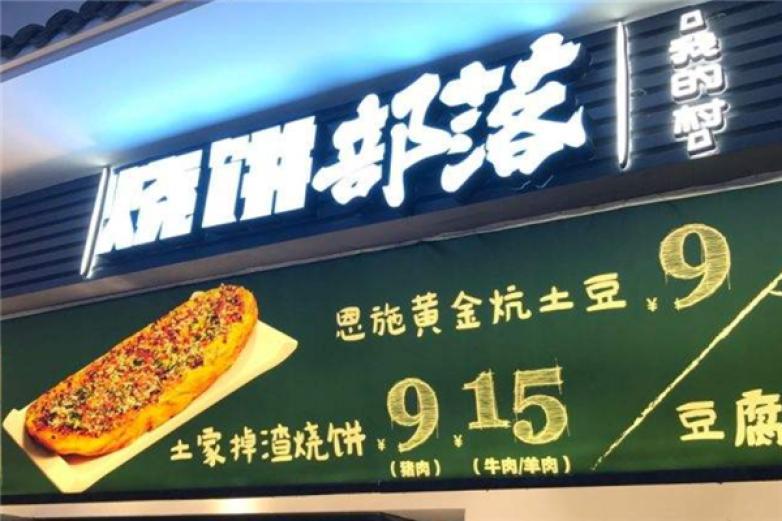 烧饼部落
我的村
恩施黄金炕土豆 ¥9
土家掉渣烧饼 ¥9 ¥15
(猪肉) (牛肉/羊肉)
豆腐